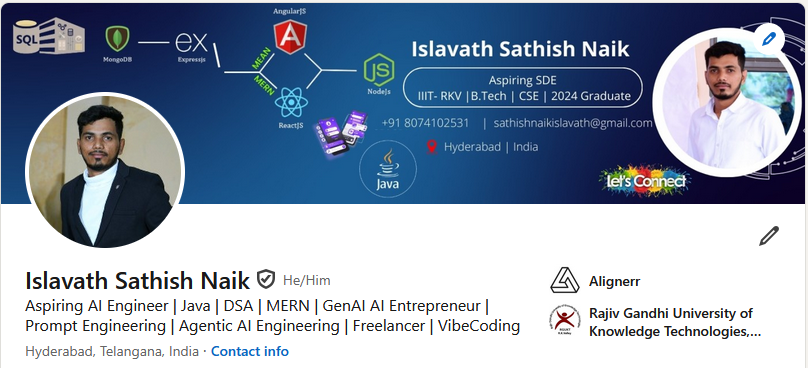 SQL
MongoDB
ex
Expressjs
AngularJS
MEAN
MERN
ReactJS
NodeJs
Java
Islavath Sathish Naik
Aspiring SDE
IIIT- RKV |B.Tech | CSE | 2024 Graduate
+91 8074102531 | sathishnaikislavath@gmail.com
Hyderabad | India
let's Connect
Islavath Sathish Naik He/Him
Aspiring AI Engineer | Java | DSA | MERN | GenAI AI Entrepreneur |
Prompt Engineering | Agentic AI Engineering | Freelancer | VibeCoding
Hyderabad, Telangana, India · Contact info
Alignerr
Rajiv Gandhi University of
Knowledge Technologies,...